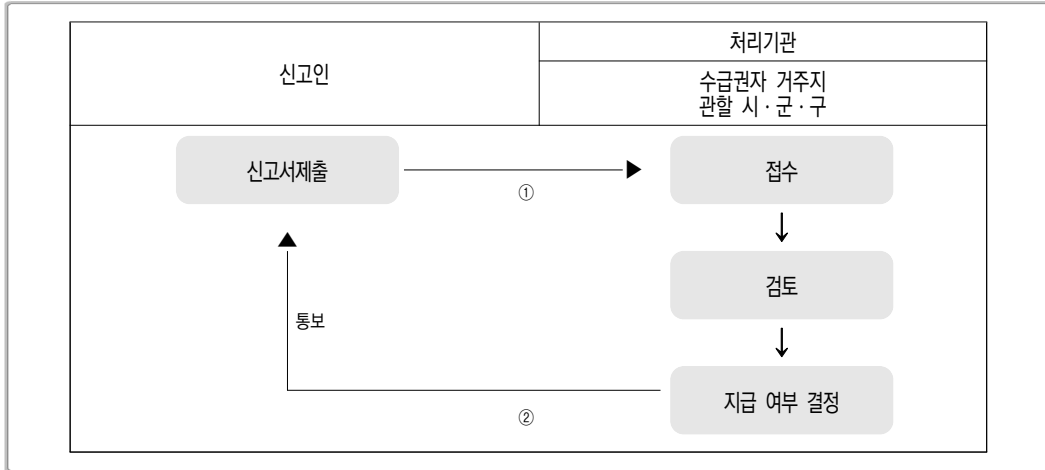 신고인
처리기관
수급권자 거주지
관할 시·군·구
신고서제출
①
접수
검토
통보
지급 여부 결정
②